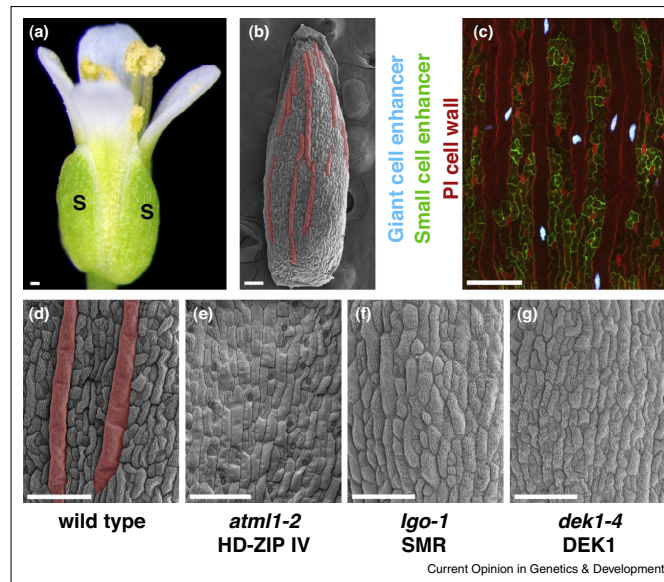 (a)
S
S
(b)
Giant cell enhancer
Small cell enhancer
PI cell wall
(c)
(d)
(e)
(f)
(g)
wild type
atml1-2
HD-ZIP IV
lgo-1
SMR
dek1-4
DEK1
Current Opinion in Genetics & Development